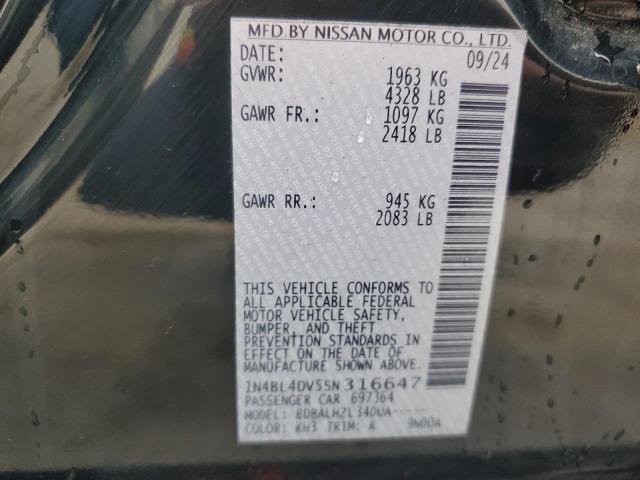 MFD BY NISSAN MOTOR CO., LTD.
DATE: 09/24
GVWR: 1963 KG
4328 LB
GAWR FR.: 1097 KG
2418 LB
GAWR RR.: 945 KG
2083 LB
THIS VEHICLE CONFORMS TO
ALL APPLICABLE FEDERAL
MOTOR VEHICLE SAFETY,
BUMPER, AND THEFT
PREVENTION STANDARDS IN
EFFECT ON THE DATE OF
MANUFACTURE SHOWN ABOVE.
1N4BL4DV5SN316647
PASSENGER CAR 697364
MODEL: BDBALHZL34DUA-----
COLOR: KH3 TRIM: K 9N00A